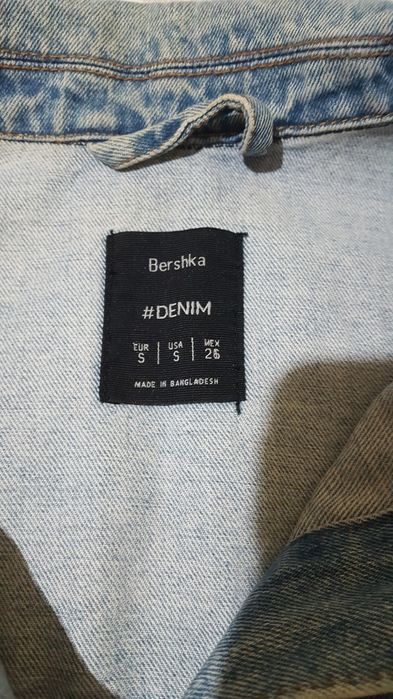 Bershka
#DENIM
EUR USA MEX
S S 26
MADE IN BANGLADESH